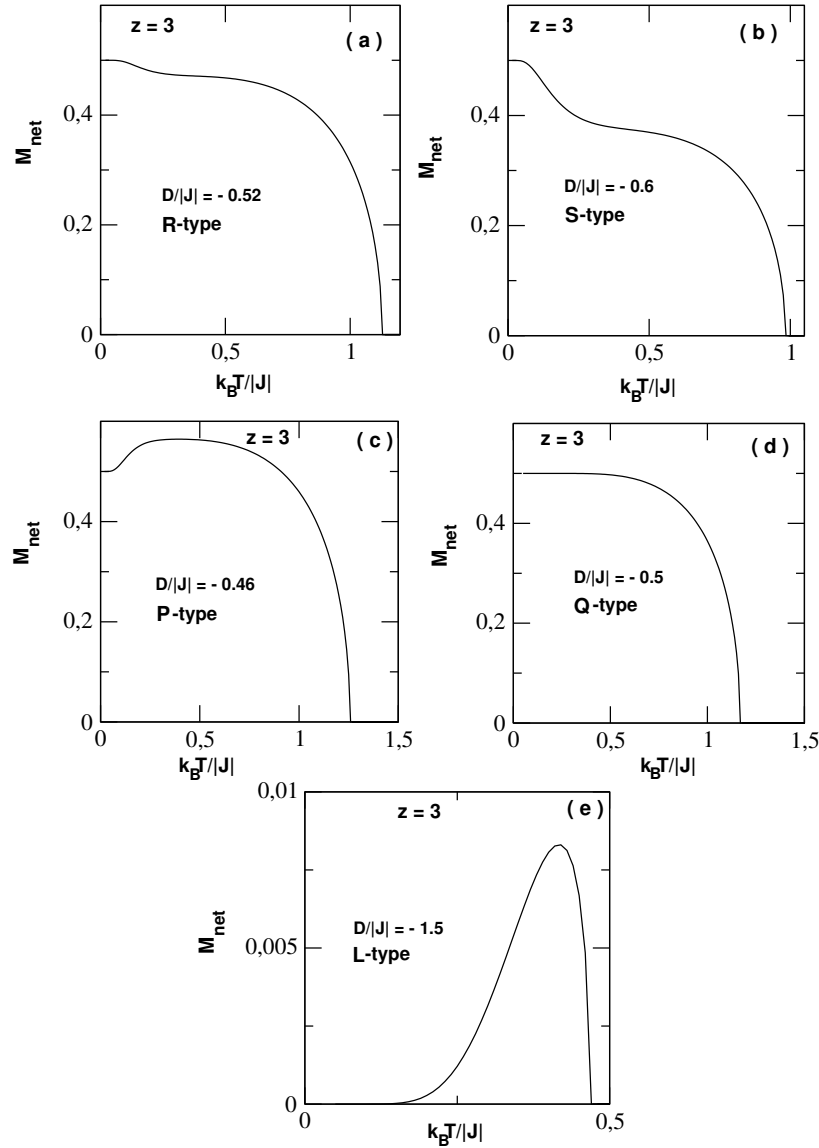 z = 3
( a )
0,4
0,2
0
M_net
D/|J| = - 0.52
R-type
0
0,5
1
k_BT/|J|
z = 3
( b )
0,4
0,2
0
M_net
D/|J| = - 0.6
S-type
0
0,5
1
k_BT/|J|
z = 3
( c )
0,4
0,2
0
M_net
D/|J| = - 0.46
P-type
0
0,5
1
1,5
k_BT/|J|
z = 3
( d )
0,4
0,2
0
M_net
D/|J| = - 0.5
Q-type
0
0,5
1
1,5
k_BT/|J|
0,01
z = 3
( e )
0,005
0
M_net
D/|J| = - 1.5
L-type
0
0,5
k_BT/|J|